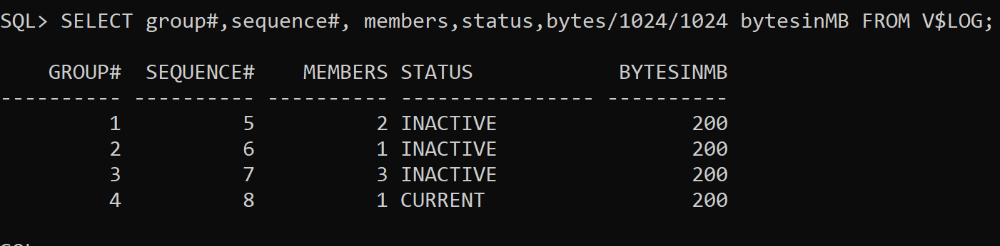 SQL> SELECT group#,sequence#, members,status,bytes/1024/1024 bytesinMB FROM V$LOG;
GROUP# SEQUENCE# MEMBERS STATUS BYTESINMB
---------- ---------- ---------- ---------------- ----------
1 5 2 INACTIVE 200
2 6 1 INACTIVE 200
3 7 3 INACTIVE 200
4 8 1 CURRENT 200